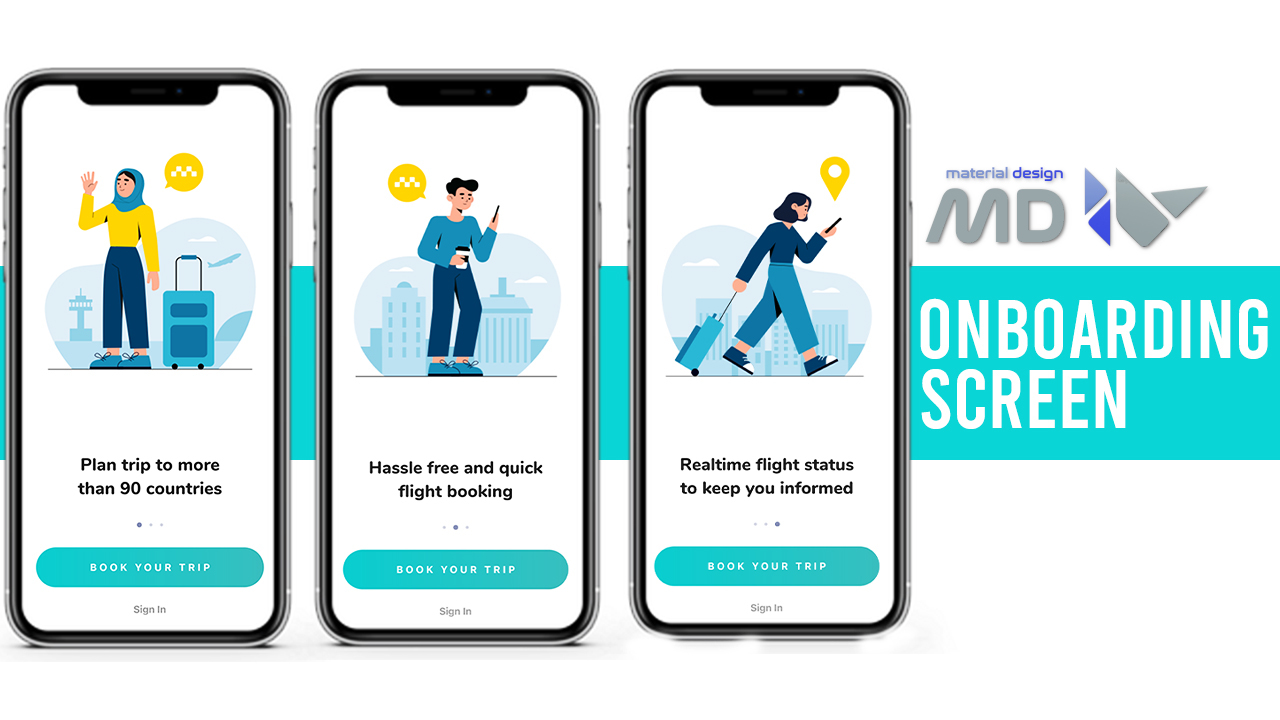 Plan trip to more
than 90 countries
BOOK YOUR TRIP
Sign In
Hassle free and quick
flight booking
BOOK YOUR TRIP
Sign In
Realtime flight status
to keep you informed
BOOK YOUR TRIP
Sign In
material design
MD
ONBOARDING
SCREEN